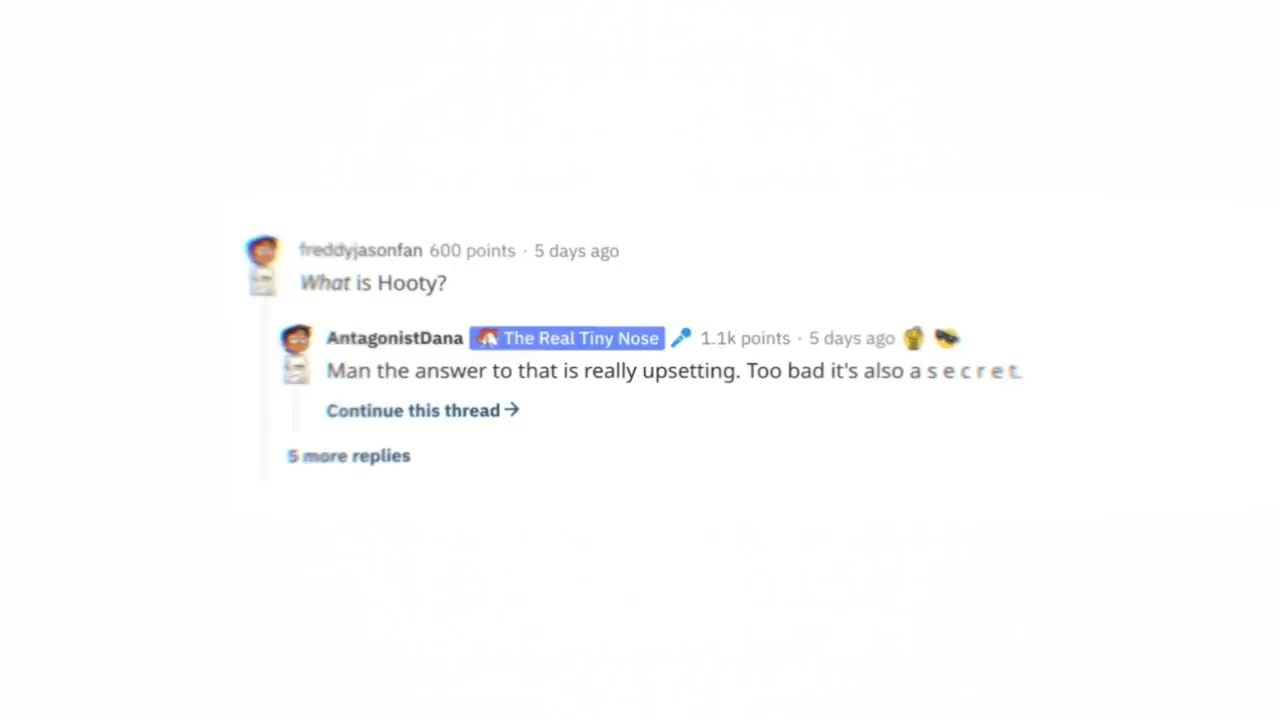 freddyjasonfan 600 points · 5 days ago
What is Hooty?
AntagonistDana The Real Tiny Nose 1.1k points · 5 days ago
Man the answer to that is really upsetting. Too bad it's also a s e c r e t.
Continue this thread →
5 more replies